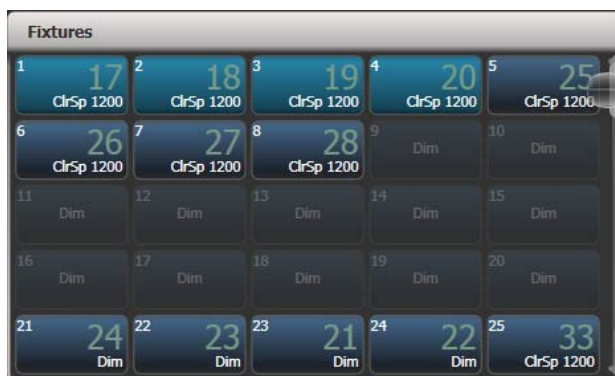 Fixtures
1 17 2 18 3 19 4 20 5 25
ClrSp 1200 ClrSp 1200 ClrSp 1200 ClrSp 1200 ClrSp 1200
6 26 7 27 8 28 9 10
ClrSp 1200 ClrSp 1200 ClrSp 1200 Dim Dim
11 12 13 14 15
Dim Dim Dim Dim Dim
16 17 18 19 20
Dim Dim Dim Dim Dim
21 24 22 23 23 21 24 22 25 33
Dim Dim Dim Dim ClrSp 1200